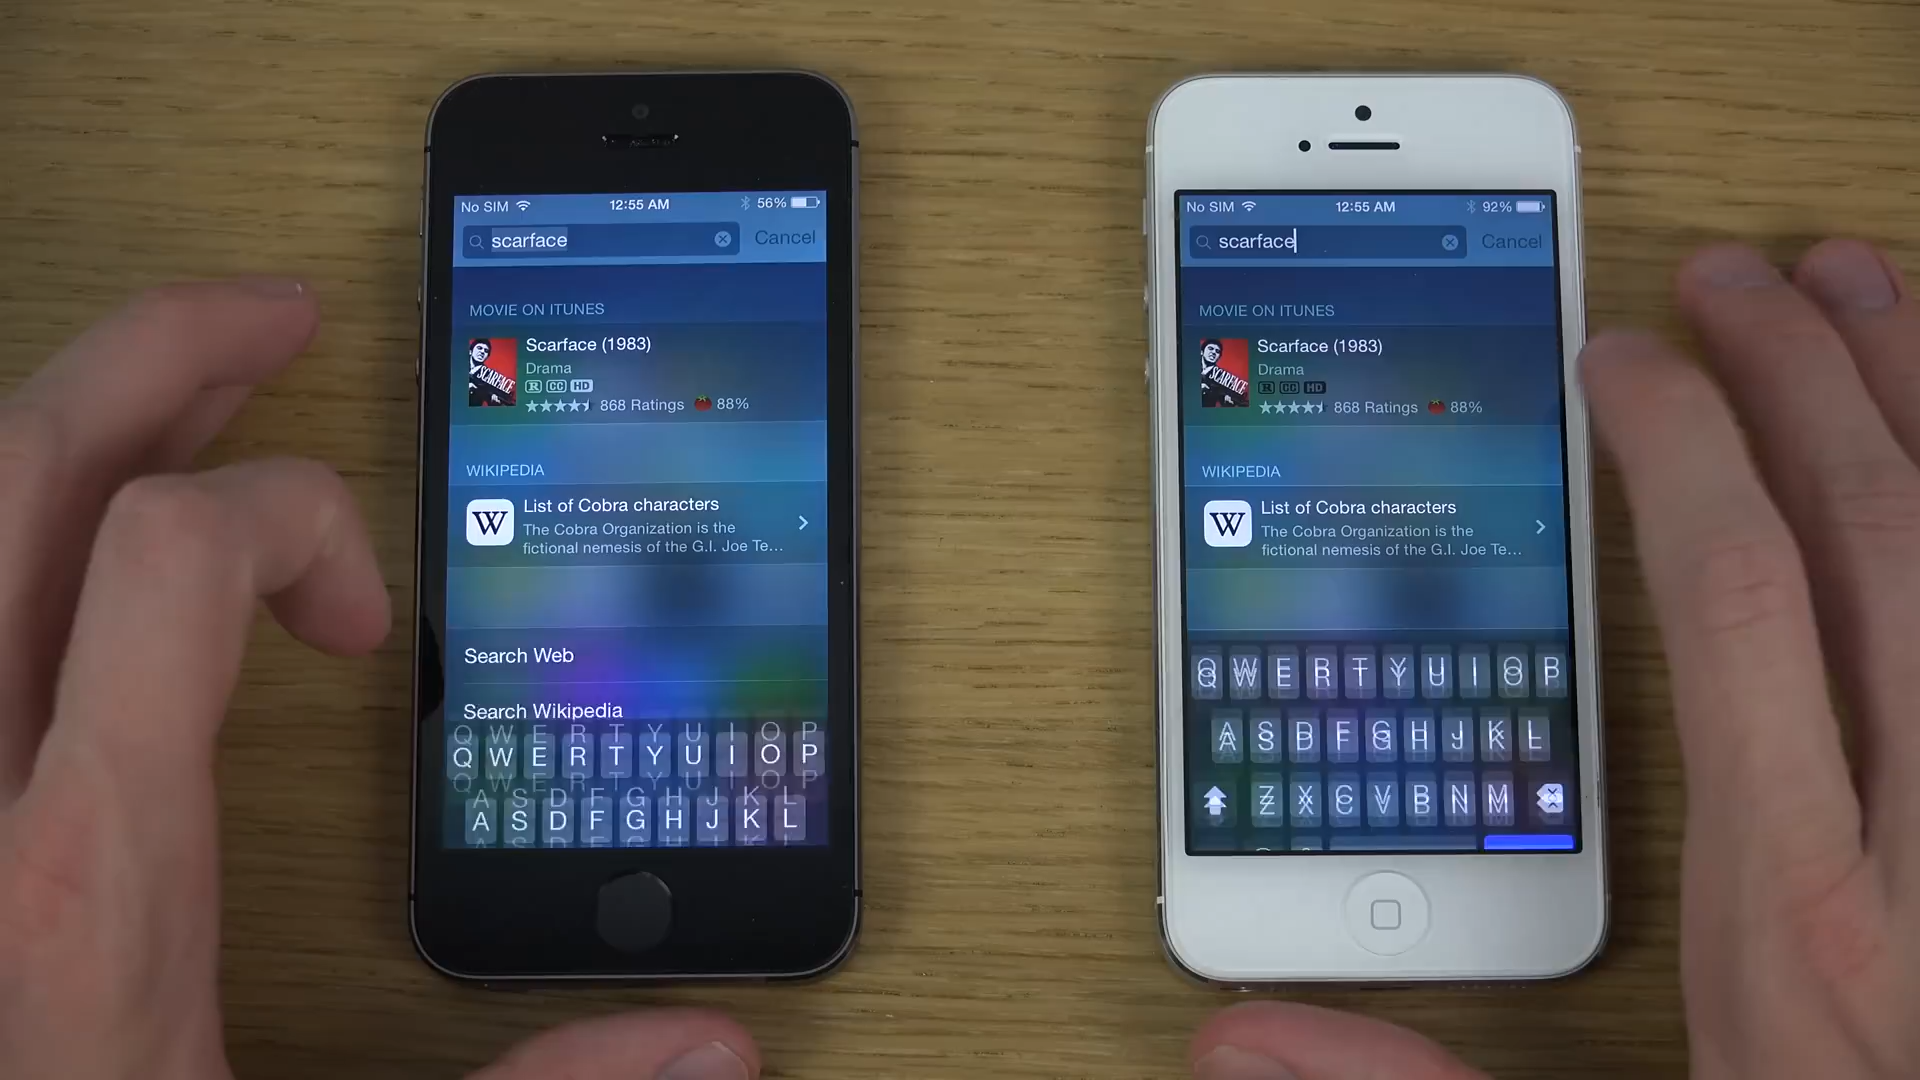 No SIM 12:55 AM 56%
scarface Cancel
MOVIE ON ITUNES
Scarface (1983)
Drama
R CC HD
868 Ratings 88%
SCARFACE
WIKIPEDIA
W List of Cobra characters
The Cobra Organization is the
fictional nemesis of the G.I. Joe Te...
Search Web
Search Wikipedia
Q W E R T Y U I O P
A S D F G H J K L
No SIM 12:55 AM 92%
scarface Cancel
MOVIE ON ITUNES
Scarface (1983)
Drama
R CC HD
868 Ratings 88%
SCARFACE
WIKIPEDIA
W List of Cobra characters
The Cobra Organization is the
fictional nemesis of the G.I. Joe Te...
Q W E R T Y U I O P
A S D F G H J K L
Z X C V B N M